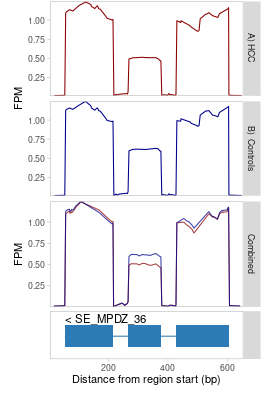 1.00
0.75
0.50
0.25
FPM
A) HCC
1.00
0.75
0.50
0.25
FPM
B) Controls
1.00
0.75
0.50
0.25
FPM
Combined
< SE_MPDZ_36
0
200
400
600
Distance from region start (bp)